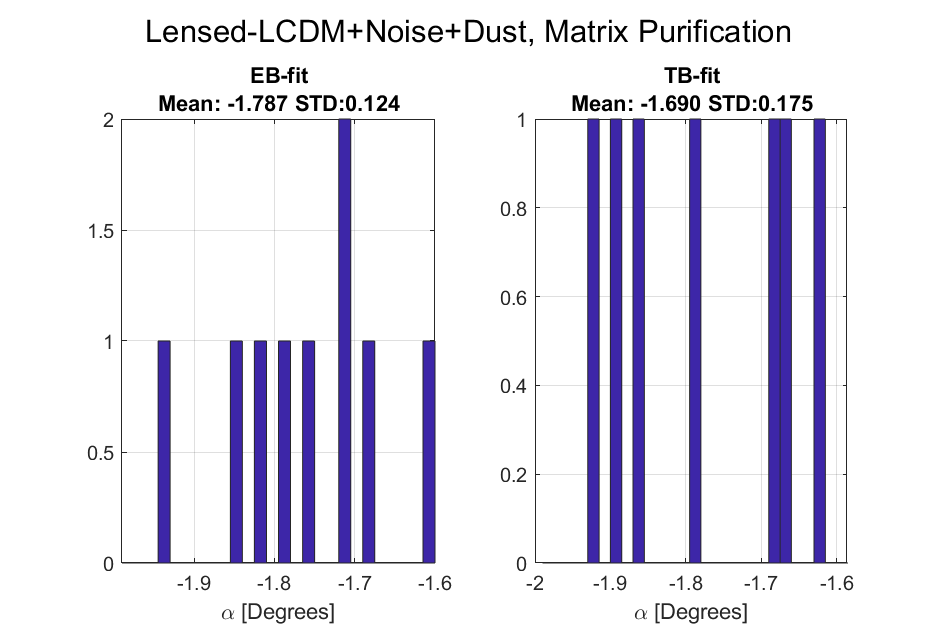 Lensed-LCDM+Noise+Dust, Matrix Purification
EB-fit
Mean: -1.787 STD:0.124
2
1.5
1
0.5
0
-1.9
-1.8
-1.7
-1.6
α [Degrees]
TB-fit
Mean: -1.690 STD:0.175
1
0.8
0.6
0.4
0.2
0
-2
-1.9
-1.8
-1.7
-1.6
α [Degrees]